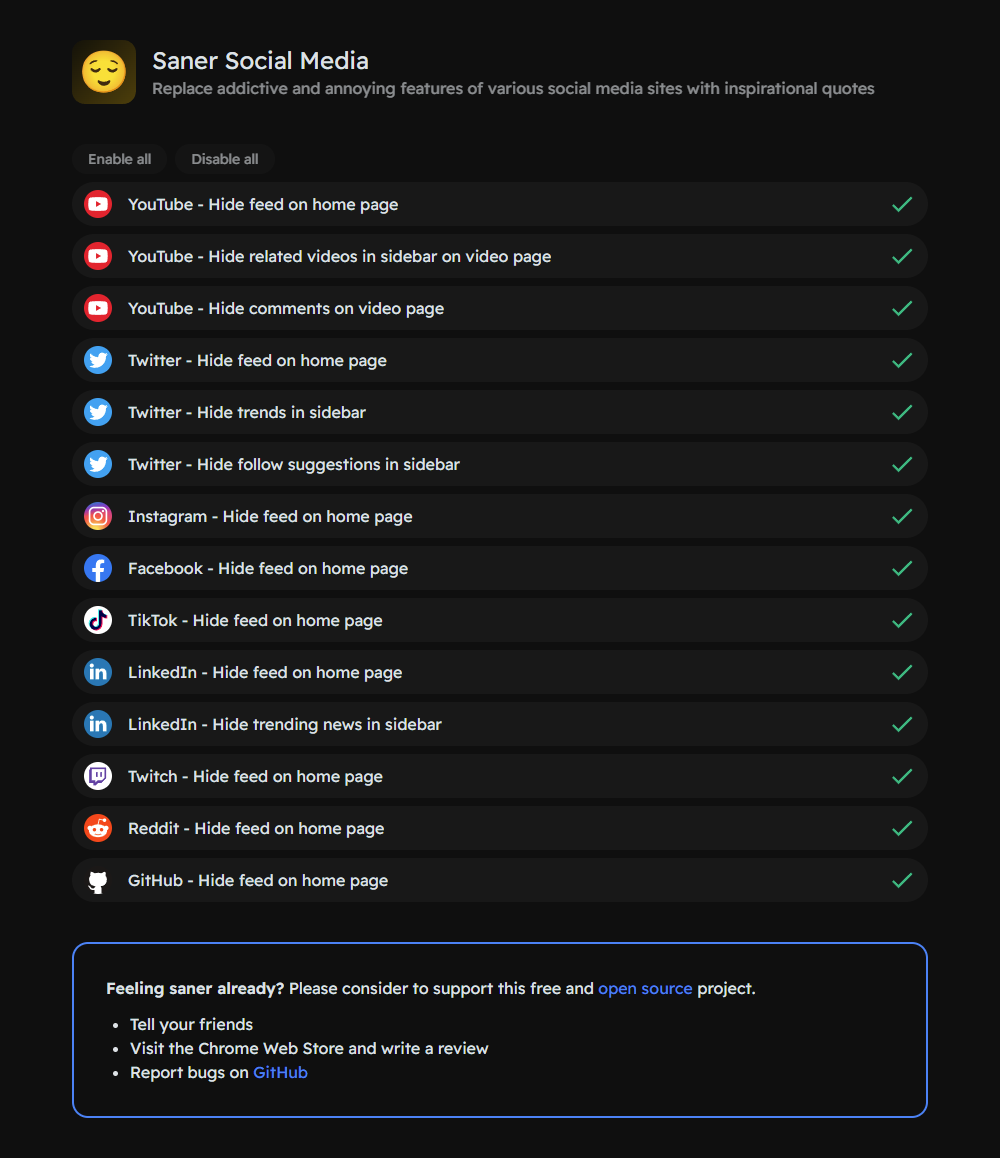 Saner Social Media
Replace addictive and annoying features of various social media sites with inspirational quotes
Enable all
Disable all
YouTube - Hide feed on home page
YouTube - Hide related videos in sidebar on video page
YouTube - Hide comments on video page
Twitter - Hide feed on home page
Twitter - Hide trends in sidebar
Twitter - Hide follow suggestions in sidebar
Instagram - Hide feed on home page
Facebook - Hide feed on home page
TikTok - Hide feed on home page
LinkedIn - Hide feed on home page
LinkedIn - Hide trending news in sidebar
Twitch - Hide feed on home page
Reddit - Hide feed on home page
GitHub - Hide feed on home page
Feeling saner already? Please consider to support this free and open source project.
• Tell your friends
• Visit the Chrome Web Store and write a review
• Report bugs on GitHub